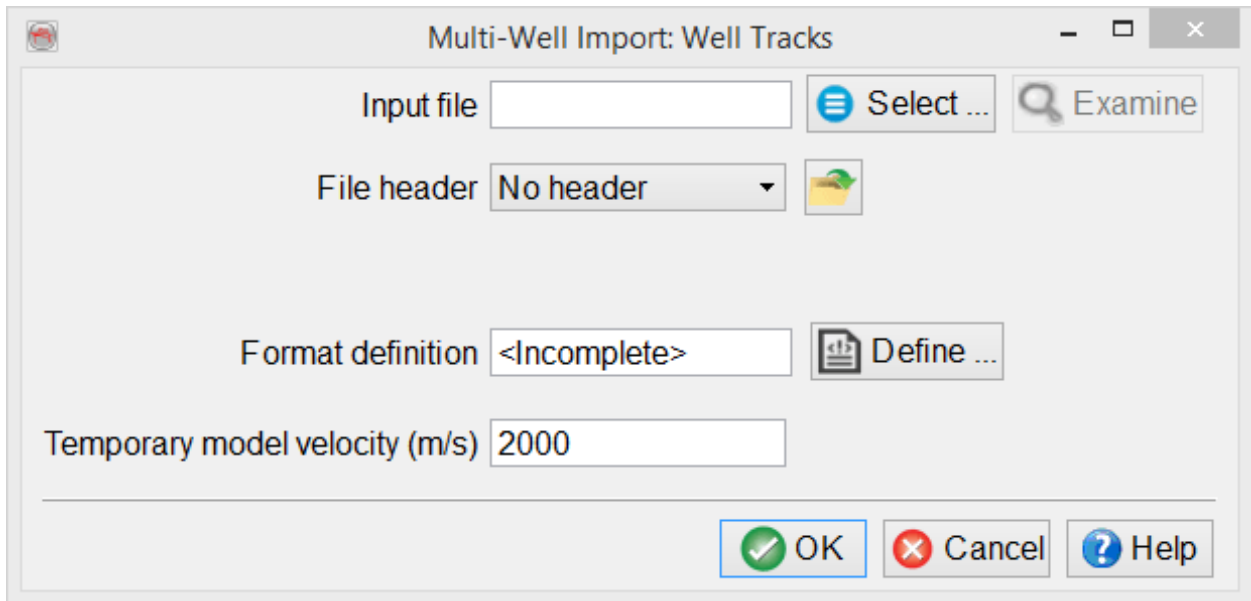 Multi-Well Import: Well Tracks
Input file Select ... Examine
File header No header
Format definition <Incomplete> Define ...
Temporary model velocity (m/s) 2000
OK Cancel Help